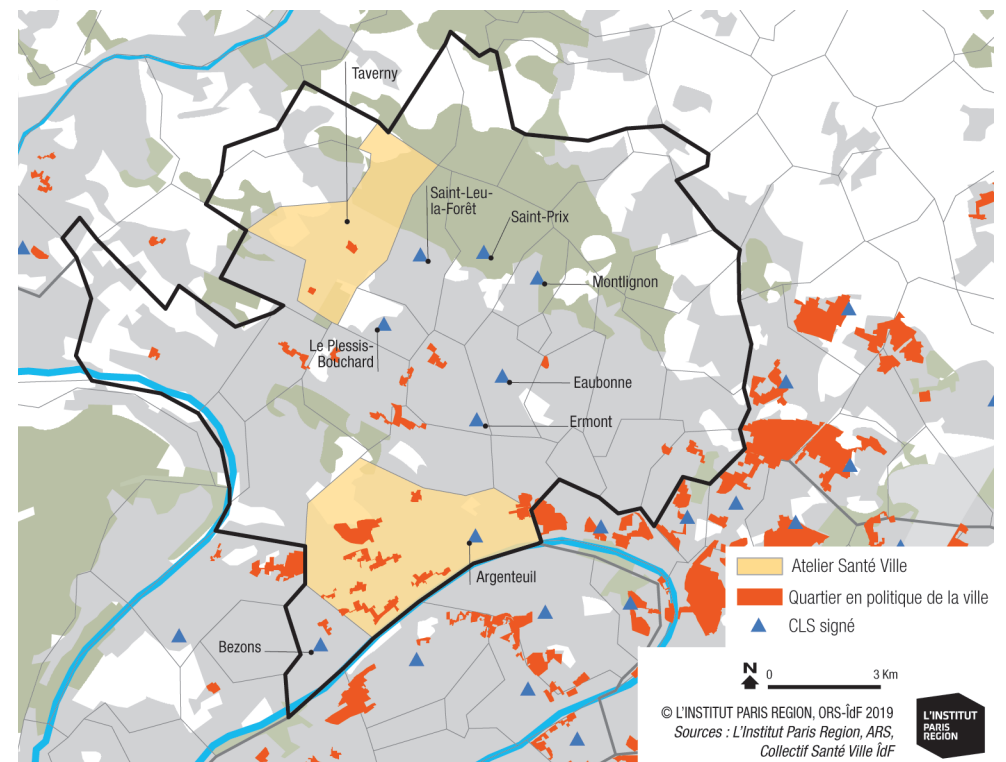 Taverny
Saint-Leu-
la-Forêt
Saint-Prix
Montlignon
Le Plessis-
Bouchard
Eaubonne
Ermont
Argenteuil
Bezons
Atelier Santé Ville
Quartier en politique de la ville
CLS signé
N
0 3 Km
© L'INSTITUT PARIS REGION, ORS-ÎdF 2019
Sources : L'Institut Paris Region, ARS,
Collectif Santé Ville ÎdF
L'INSTITUT
PARIS
REGION